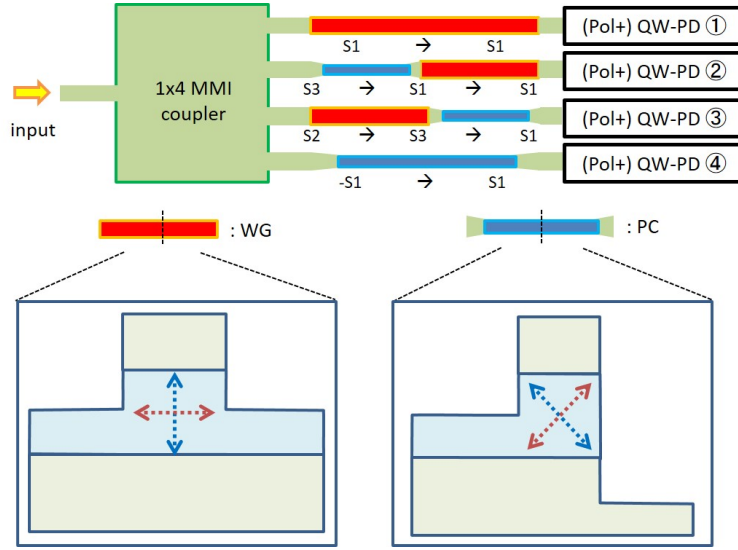 (Pol+) QW-PD ①
S1 → S1
1x4 MMI
coupler
(Pol+) QW-PD ②
S3 → S1 → S1
input
(Pol+) QW-PD ③
S2 → S3 → S1
(Pol+) QW-PD ④
-S1 → S1
: WG
: PC